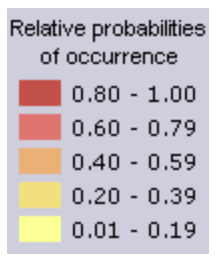 Relative probabilities
of occurrence
0.80 - 1.00
0.60 - 0.79
0.40 - 0.59
0.20 - 0.39
0.01 - 0.19